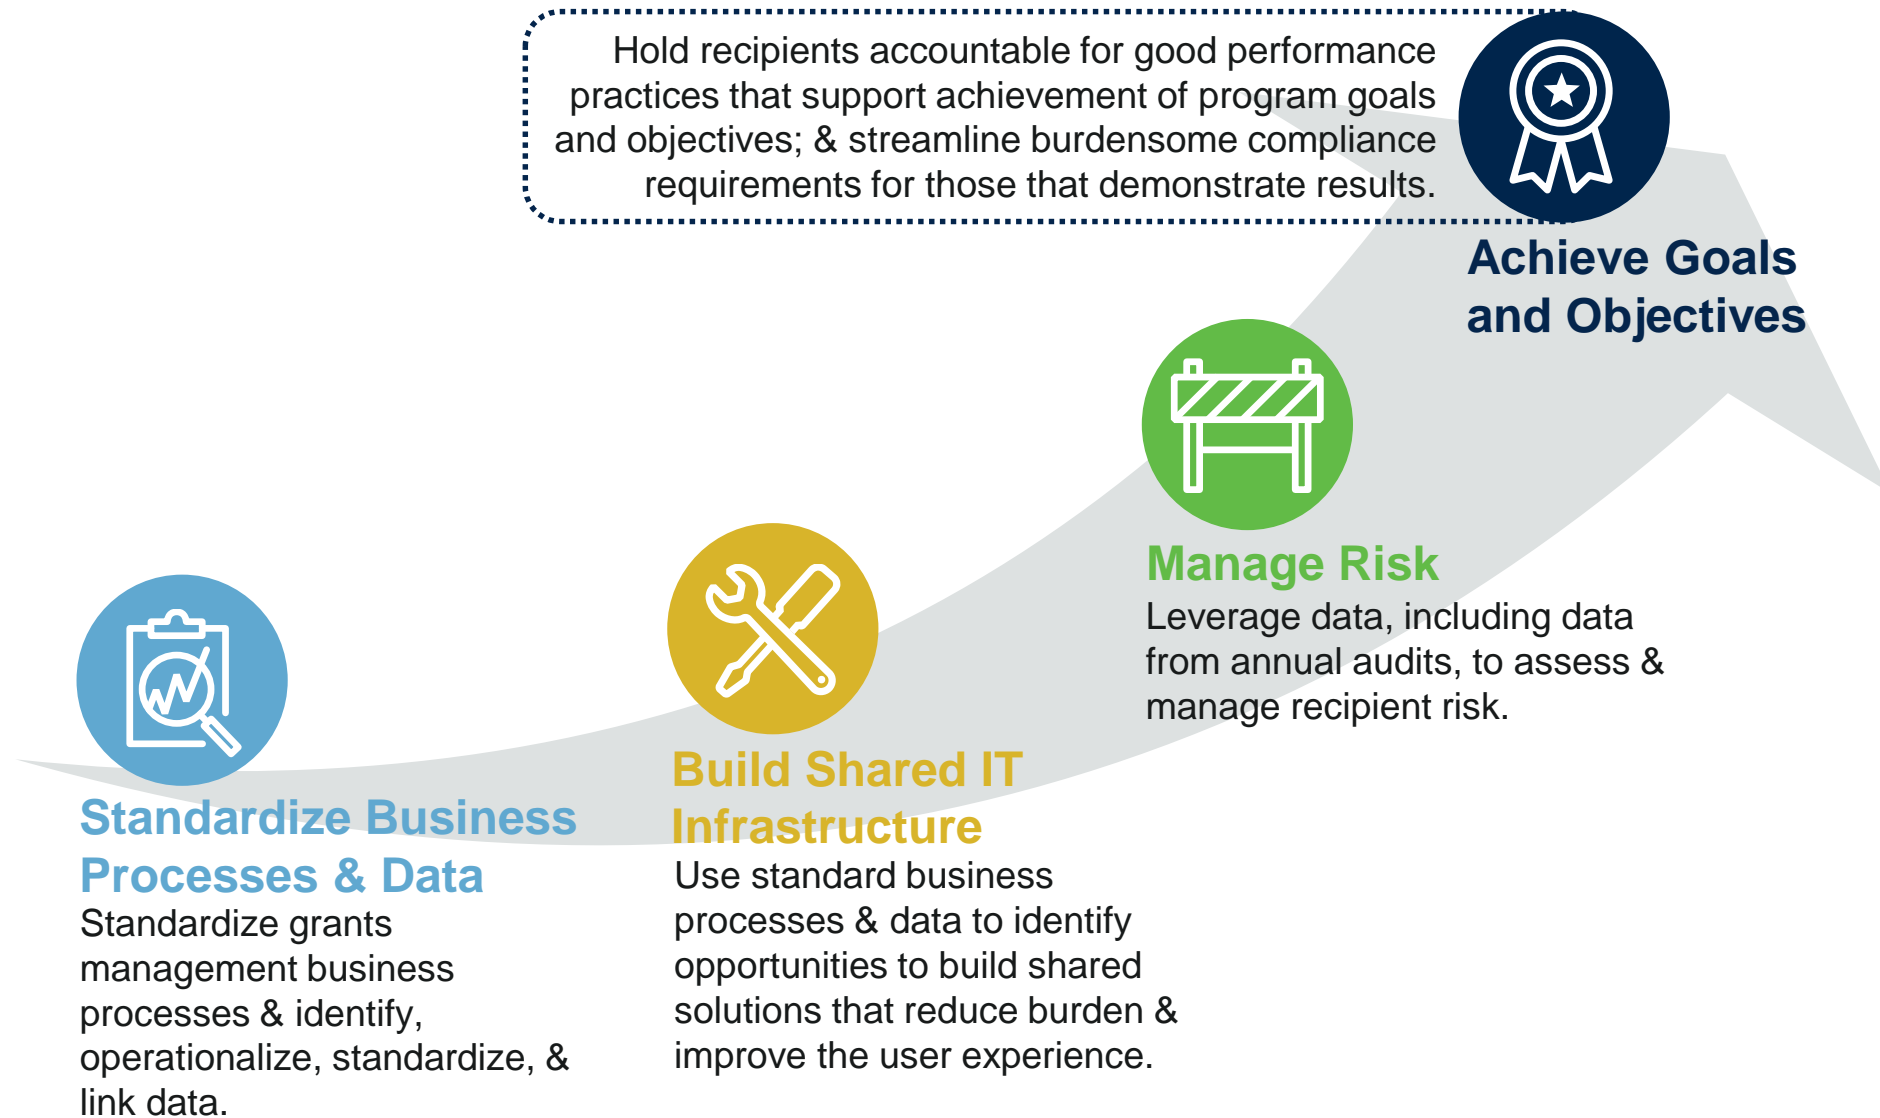 Hold recipients accountable for good performance
practices that support achievement of program goals
and objectives; & streamline burdensome compliance
requirements for those that demonstrate results.
Achieve Goals
and Objectives
Manage Risk
Leverage data, including data
from annual audits, to assess &
manage recipient risk.
Build Shared IT
Infrastructure
Use standard business
processes & data to identify
opportunities to build shared
solutions that reduce burden &
improve the user experience.
Standardize Business
Processes & Data
Standardize grants
management business
processes & identify,
operationalize, standardize, &
link data.